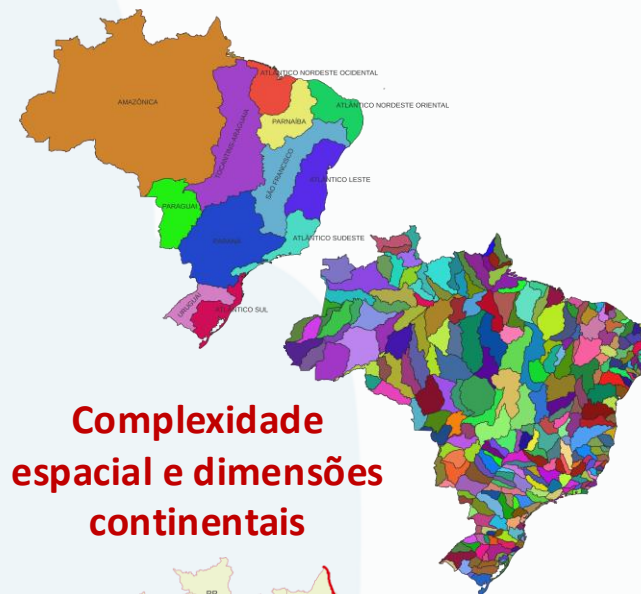 ATLÂNTICO NORDESTE OCIDENTAL
AMAZÔNICA
ATLÂNTICO NORDESTE ORIENTAL
PARNAÍBA
TOCANTINS-ARAGUAIA
SÃO FRANCISCO
ATLÂNTICO LESTE
PARAGUAI
PARANÁ
ATLÂNTICO SUDESTE
URUGUAI
ATLÂNTICO SUL
Complexidade
espacial e dimensões
continentais
RR